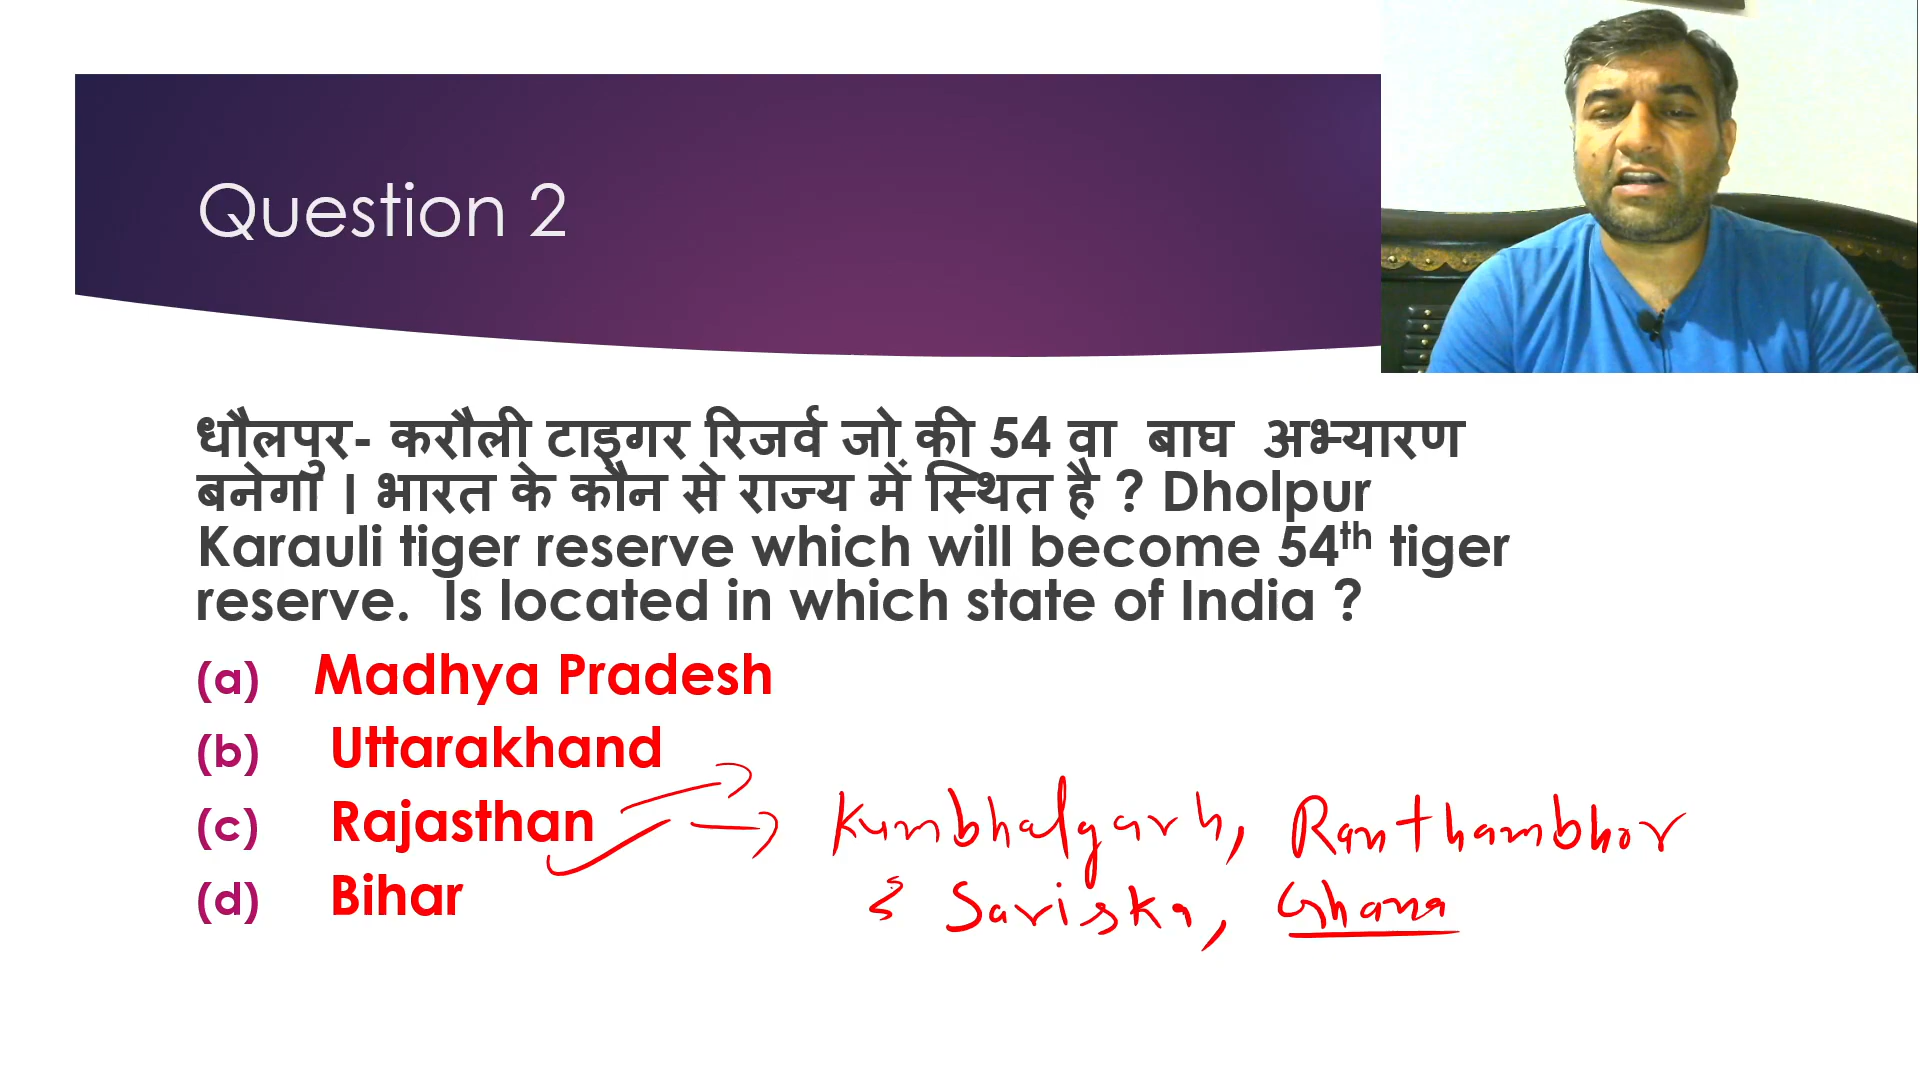 Question 2
धौलपुर- करौली टाइगर रिजर्व जो की 54 वा बाघ अभ्यारण
बनेगा । भारत के कौन से राज्य में स्थित है ? Dholpur
Karauli tiger reserve which will become 54th tiger
reserve. Is located in which state of India ?
(a) Madhya Pradesh
(b) Uttarakhand
(c) Rajasthan
Kumbhalgarh, Ranthambhor
(d) Bihar
& Sariska, Ghana